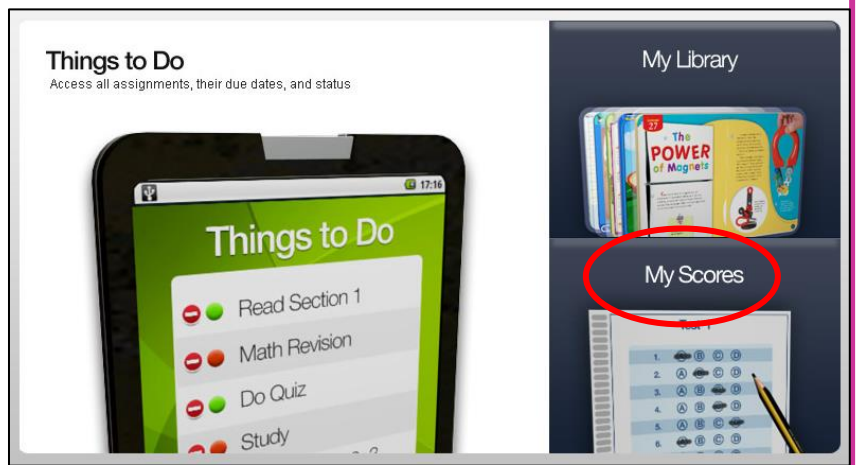 Things to Do
Access all assignments, their due dates, and status
17:16
Things to Do
Read Section 1
Math Revision
Do Quiz
Study
My Library
27
The
POWER
of Magnets
My Scores
1. B C D
2. A C D
3. A B D
4. A B D
5. A B C
6. B C D